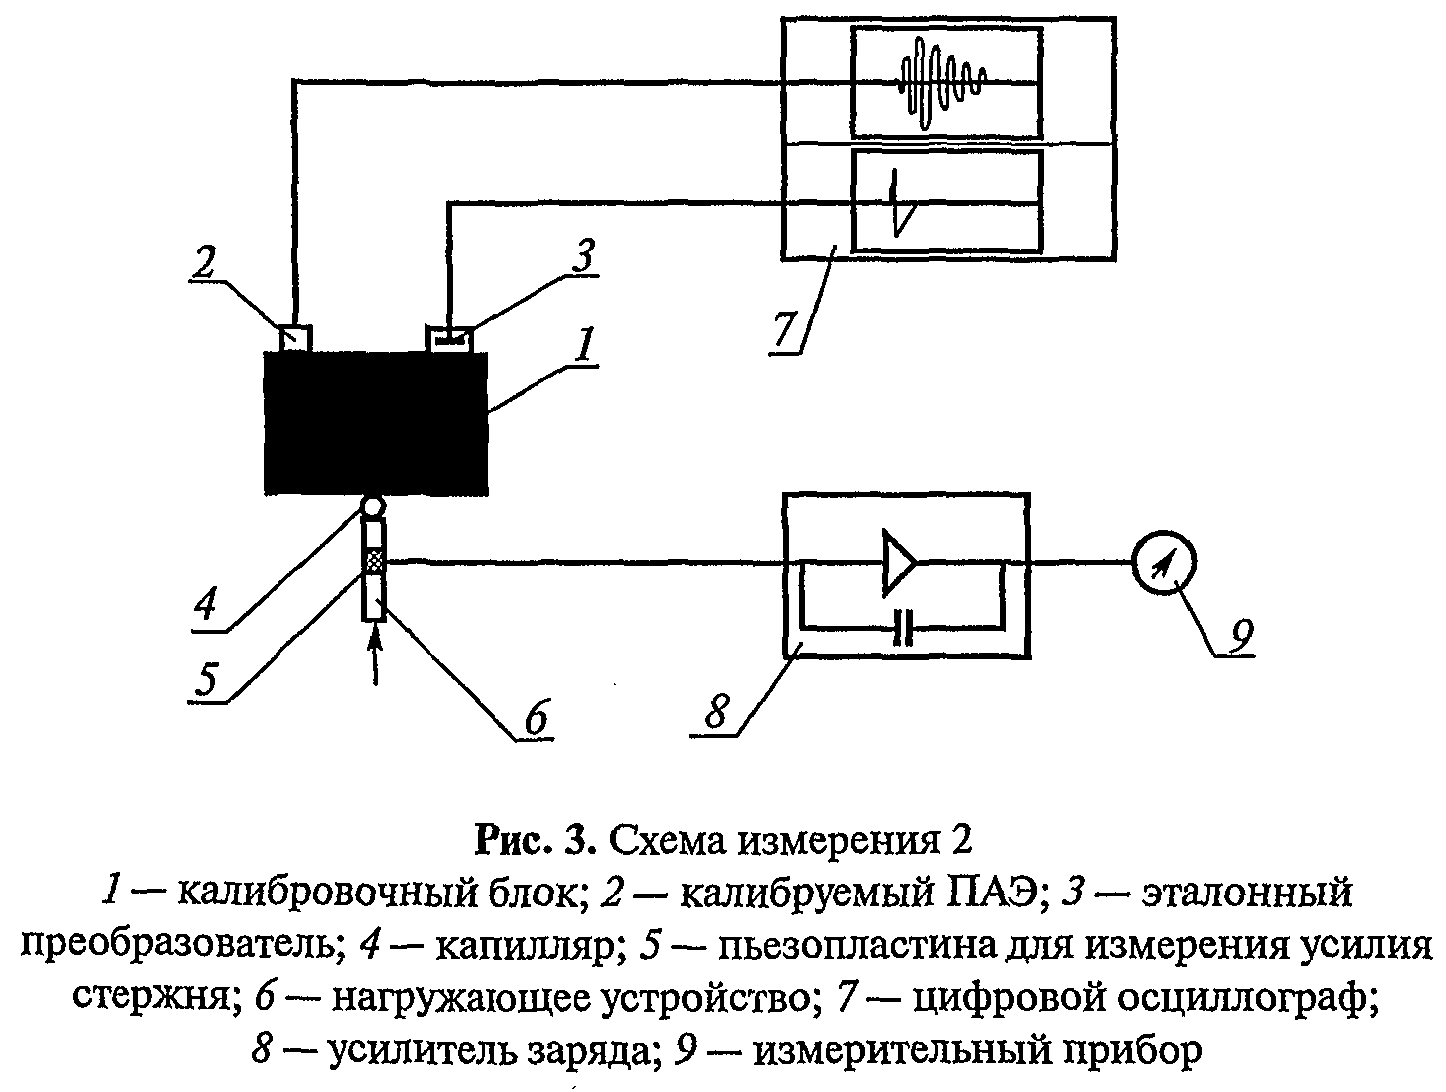 2
3
1
7
4
5
6
8
9
Рис. 3. Схема измерения 2
1 — калибровочный блок; 2 — калибруемый ПАЭ; 3 — эталонный
преобразователь; 4 — капилляр; 5 — пьезопластина для измерения усилия
стержня; 6 — нагружающее устройство; 7 — цифровой осциллограф;
8 — усилитель заряда; 9 — измерительный прибор